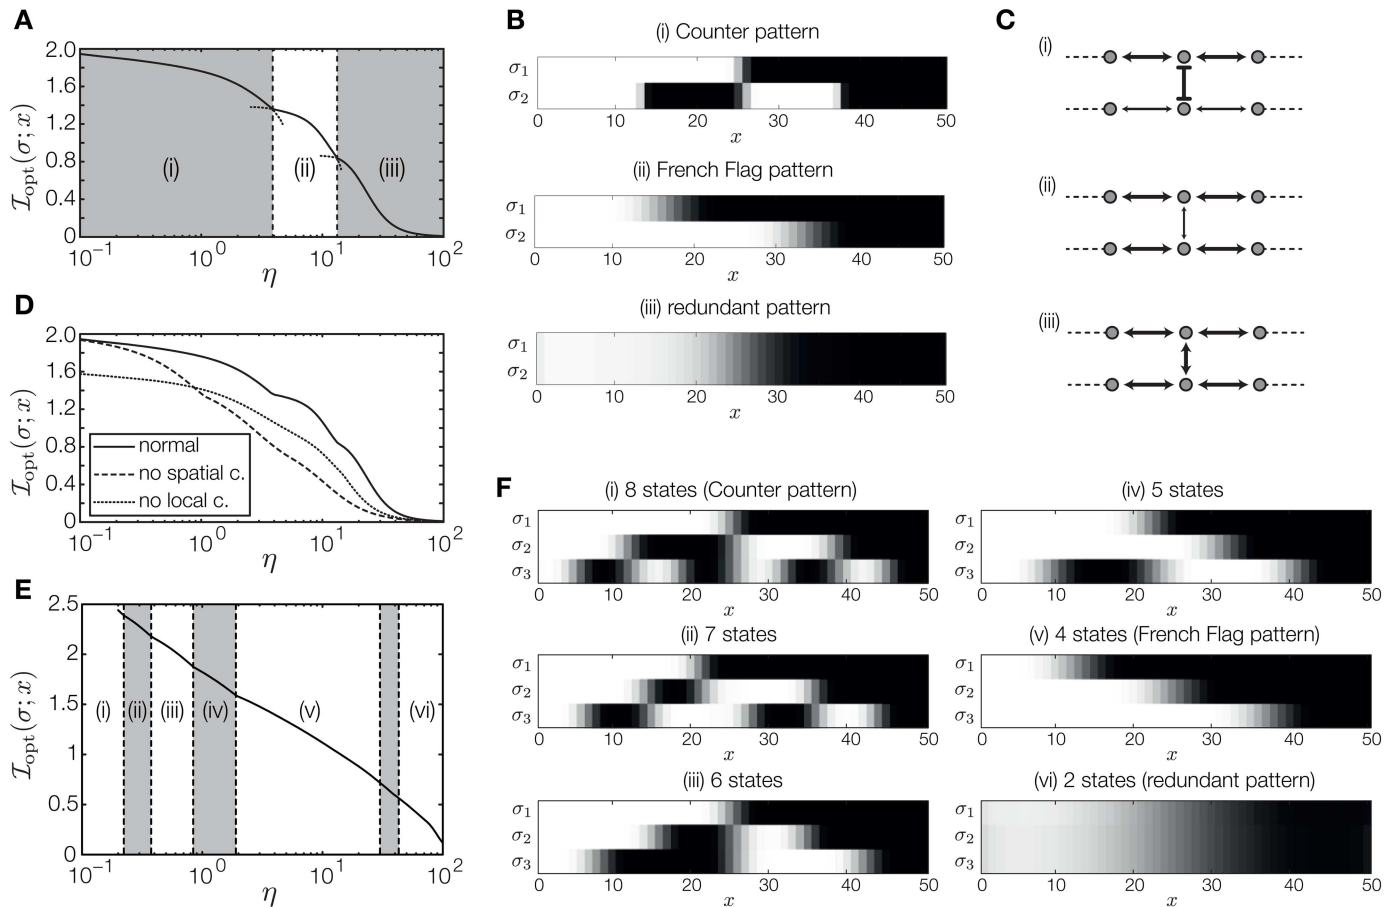 A
2.0
1.6
1.2
0.8
0.4
0
I_opt(σ; x)
(i)
(ii)
(iii)
10^-1 10^0 10^1 10^2
η
B
(i) Counter pattern
σ1
σ2
0 10 20 30 40 50
x
(ii) French Flag pattern
σ1
σ2
0 10 20 30 40 50
x
(iii) redundant pattern
σ1
σ2
0 10 20 30 40 50
x
C
(i)
(ii)
(iii)
D
2.0
1.6
1.2
0.8
0.4
0
I_opt(σ; x)
normal
no spatial c.
no local c.
10^-1 10^0 10^1 10^2
η
E
2.5
2
1.5
1
0.5
0
I_opt(σ; x)
(i) (ii) (iii) (iv) (v) (vi)
10^-1 10^0 10^1 10^2
η
F
(i) 8 states (Counter pattern)
σ1
σ2
σ3
0 10 20 30 40 50
x
(ii) 7 states
σ1
σ2
σ3
0 10 20 30 40 50
x
(iii) 6 states
σ1
σ2
σ3
0 10 20 30 40 50
x
(iv) 5 states
σ1
σ2
σ3
0 10 20 30 40 50
x
(v) 4 states (French Flag pattern)
σ1
σ2
σ3
0 10 20 30 40 50
x
(vi) 2 states (redundant pattern)
σ1
σ2
σ3
0 10 20 30 40 50
x